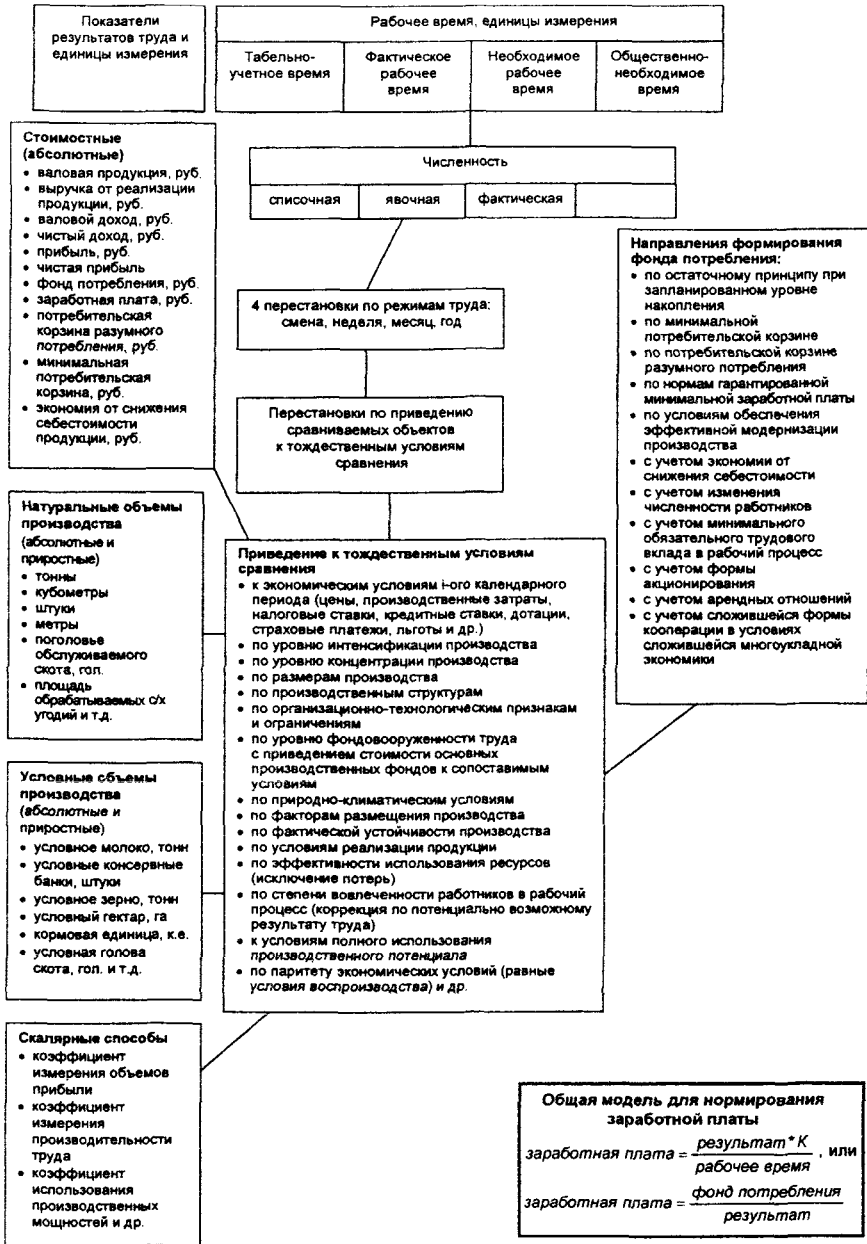 Показатели
результатов труда и
единицы измерения
Рабочее время, единицы измерения
Табельно-
учетное время
Фактическое
рабочее
время
Необходимое
рабочее
время
Общественно-
необходимое
время
Численность
списочная
явочная
фактическая
4 перестановки по режимам труда:
смена, неделя, месяц, год
Перестановки по приведению
сравниваемых объектов
к тождественным условиям
сравнения
Стоимостные
(абсолютные)
• валовая продукция, руб.
• выручка от реализации
продукции, руб.
• валовой доход, руб.
• чистый доход, руб.
• прибыль, руб.
• чистая прибыль
• фонд потребления, руб.
• заработная плата, руб.
• потребительская
корзина разумного
потребления, руб.
• минимальная
потребительская
корзина, руб.
• экономия от снижения
себестоимости
продукции, руб.
Натуральные объемы
производства
(абсолютные и
приростные)
• тонны
• кубометры
• штуки
• метры
• поголовье
обслуживаемого
скота, гол.
• площадь
обрабатываемых с/х
угодий и т.д.
Условные объемы
производства
(абсолютные и
приростные)
• условное молоко, тонн
• условные консервные
банки, штуки
• условное зерно, тонн
• условный гектар, га
• кормовая единица, к.е.
• условная голова
скота, гол. и т.д.
Скалярные способы
• коэффициент
измерения объемов
прибыли
• коэффициент
измерения
производительности
труда
• коэффициент
использования
производственных
мощностей и др.
Приведение к тождественным условиям
сравнения
• к экономическим условиям i-ого календарного
периода (цены, производственные затраты,
налоговые ставки, кредитные ставки, дотации,
страховые платежи, льготы и др.)
• по уровню интенсификации производства
• по уровню концентрации производства
• по размерам производства
• по производственным структурам
• по организационно-технологическим признакам
и ограничениям
• по уровню фондовооруженности труда
с приведением стоимости основных
производственных фондов к сопоставимым
условиям
• по природно-климатическим условиям
• по факторам размещения производства
• по фактической устойчивости производства
• по условиям реализации продукции
• по эффективности использования ресурсов
(исключение потерь)
• по степени вовлеченности работников в рабочий
процесс (коррекция по потенциально возможному
результату труда)
• к условиям полного использования
производственного потенциала
• по паритету экономических условий (равные
условия воспроизводства) и др.
Направления формирования
фонда потребления:
• по остаточному принципу при
запланированном уровне
накопления
• по минимальной
потребительской корзине
• по потребительской корзине
разумного потребления
• по нормам гарантированной
минимальной заработной платы
• по условиям обеспечения
эффективной модернизации
производства
• с учетом экономии от
снижения себестоимости
• с учетом изменения
численности работников
• с учетом минимального
обязательного трудового
вклада в рабочий процесс
• с учетом формы
акционирования
• с учетом арендных отношений
• с учетом сложившейся формы
кооперации в условиях
сложившейся многоукладной
экономики
Общая модель для нормирования
заработной платы
заработная плата = результат * К / рабочее время , или
заработная плата = фонд потребления / результат